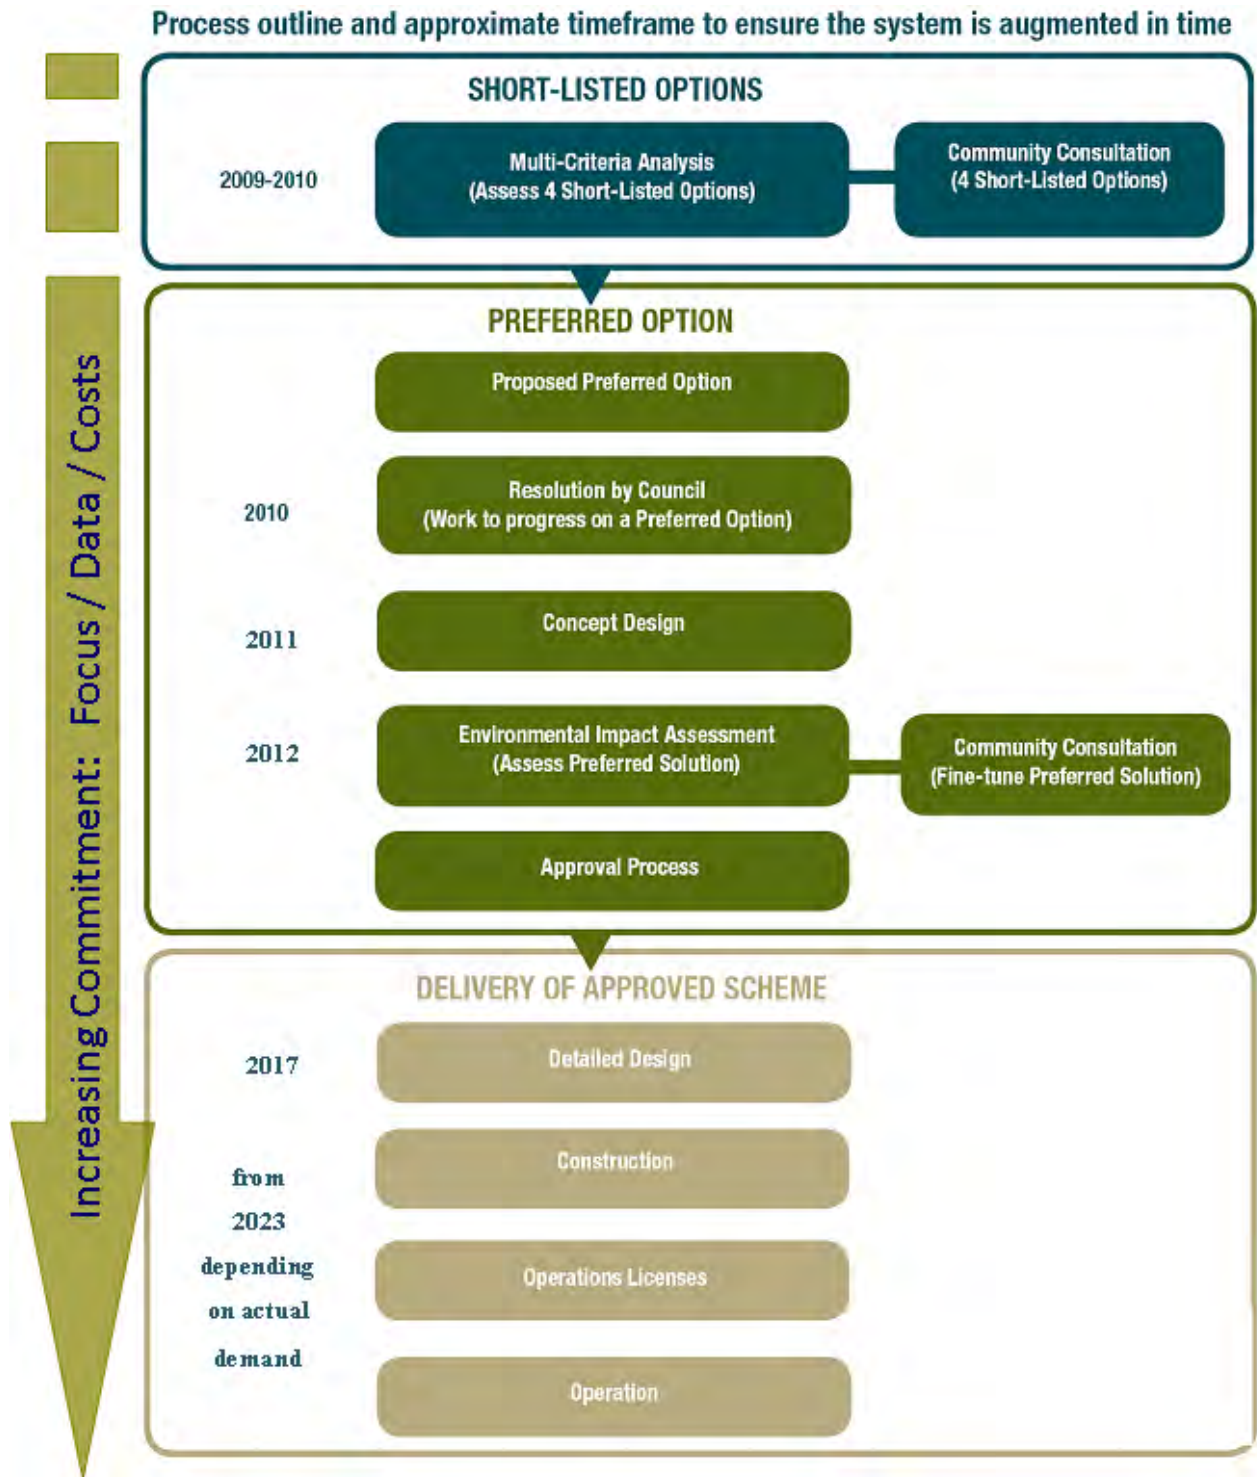 Process outline and approximate timeframe to ensure the system is augmented in time
SHORT-LISTED OPTIONS
2009-2010
Multi-Criteria Analysis
(Assess 4 Short-Listed Options)
Community Consultation
(4 Short-Listed Options)
PREFERRED OPTION
Proposed Preferred Option
2010
Resolution by Council
(Work to progress on a Preferred Option)
2011
Concept Design
2012
Environmental Impact Assessment
(Assess Preferred Solution)
Community Consultation
(Fine-tune Preferred Solution)
Approval Process
DELIVERY OF APPROVED SCHEME
2017
Detailed Design
from
2023
depending
on actual
demand
Construction
Operations Licenses
Operation
Increasing Commitment: Focus / Data / Costs